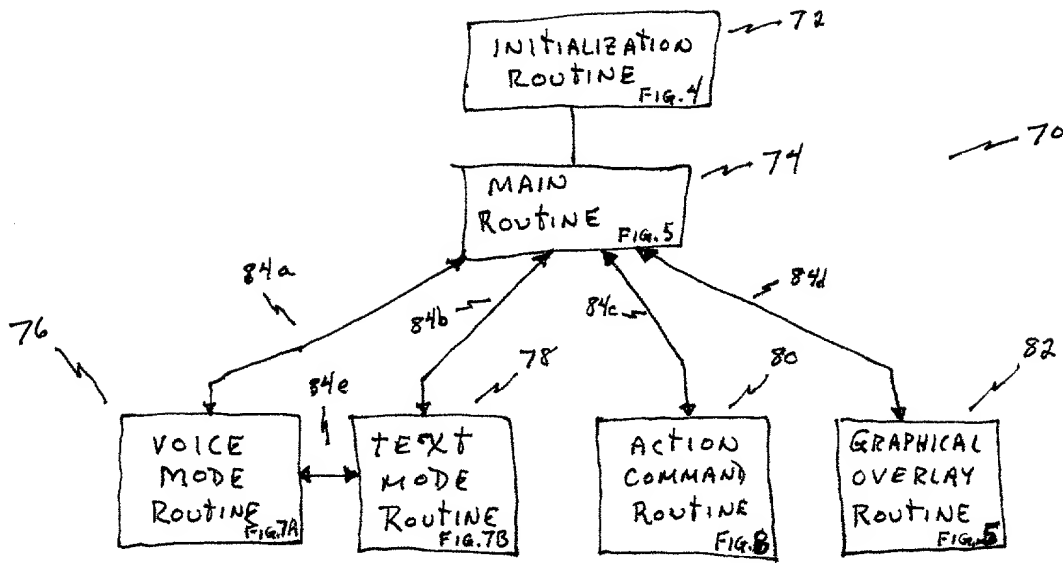 72
INITIALIZATION
ROUTINE
FIG. 4
70
74
MAIN
ROUTINE
FIG. 5
84a
84b
84c
84d
76
84e
78
80
82
VOICE
MODE
ROUTINE
FIG. 7A
TEXT
MODE
ROUTINE
FIG. 7B
ACTION
COMMAND
ROUTINE
FIG. 8
GRAPHICAL
OVERLAY
ROUTINE
FIG.